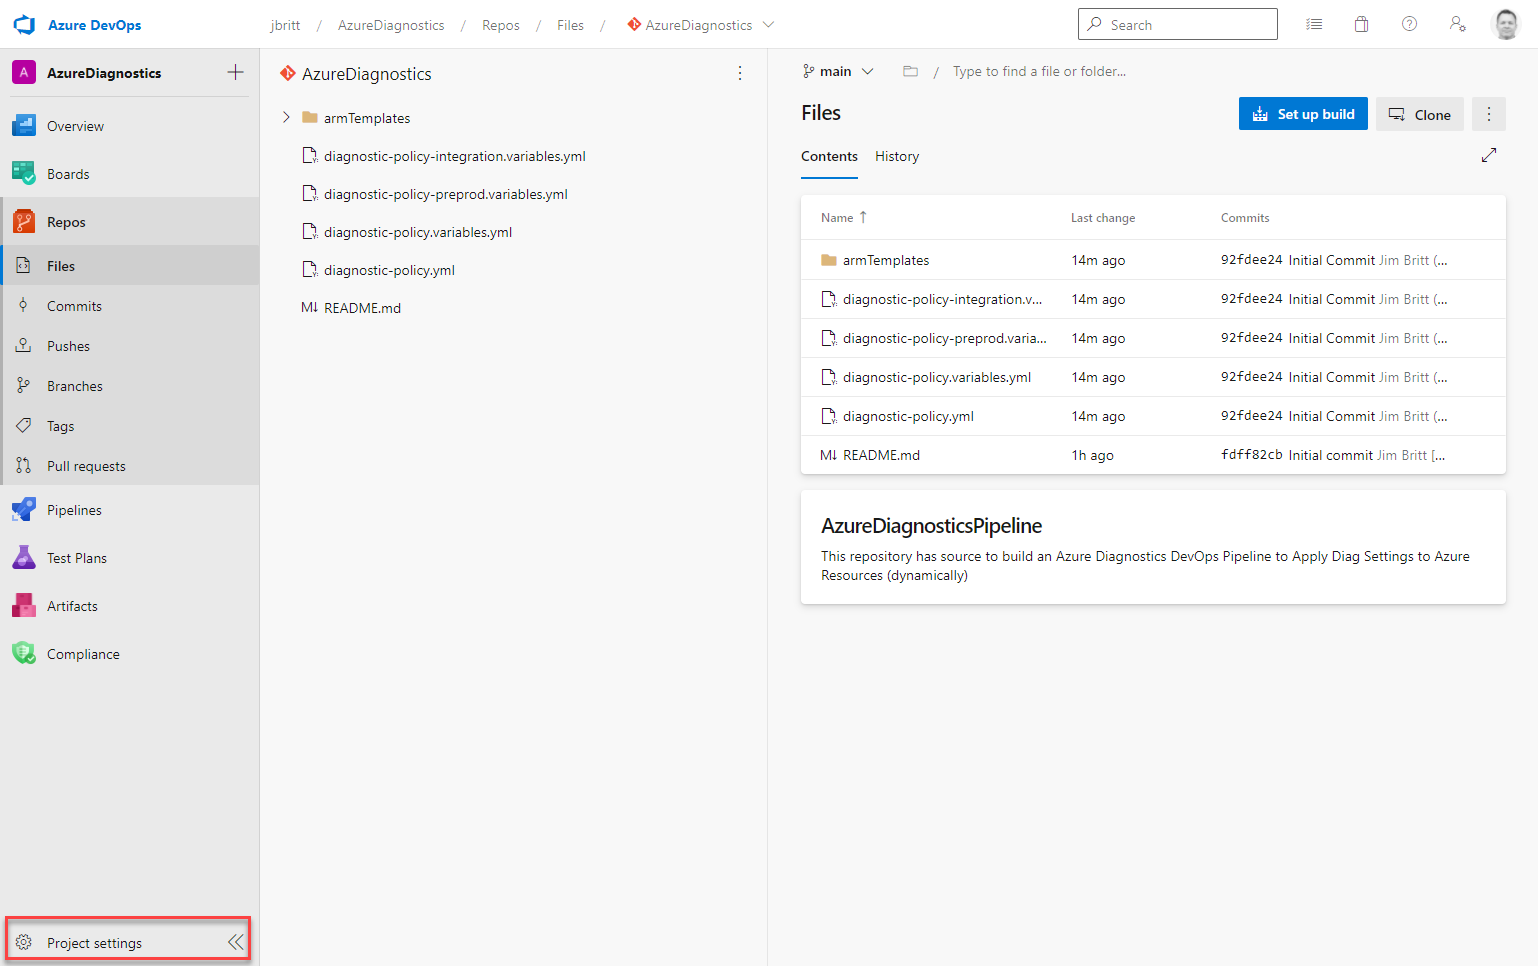 Azure DevOps
jbritt / AzureDiagnostics / Repos / Files / AzureDiagnostics
Search
A AzureDiagnostics
Overview
Boards
Repos
Files
Commits
Pushes
Branches
Tags
Pull requests
Pipelines
Test Plans
Artifacts
Compliance
Project settings
AzureDiagnostics
armTemplates
diagnostic-policy-integration.variables.yml
diagnostic-policy-preprod.variables.yml
diagnostic-policy.variables.yml
diagnostic-policy.yml
M↓ README.md
main / Type to find a file or folder...
Files
Set up build
Clone
Contents History
Name ↑ Last change Commits
armTemplates 14m ago 92fdee24 Initial Commit Jim Britt (...
diagnostic-policy-integration.v... 14m ago 92fdee24 Initial Commit Jim Britt (...
diagnostic-policy-preprod.varia... 14m ago 92fdee24 Initial Commit Jim Britt (...
diagnostic-policy.variables.yml 14m ago 92fdee24 Initial Commit Jim Britt (...
diagnostic-policy.yml 14m ago 92fdee24 Initial Commit Jim Britt (...
M↓ README.md 1h ago fdff82cb Initial commit Jim Britt [...
AzureDiagnosticsPipeline
This repository has source to build an Azure Diagnostics DevOps Pipeline to Apply Diag Settings to Azure
Resources (dynamically)